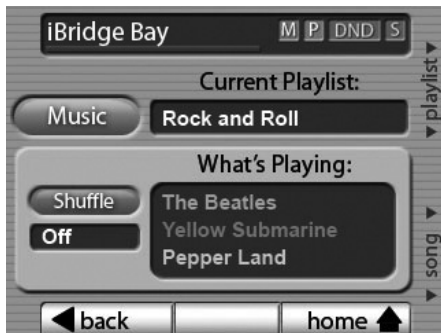 iBridge Bay M P DND S
Current Playlist:
Music Rock and Roll
What's Playing:
Shuffle The Beatles
Off Yellow Submarine
Pepper Land
back home
playlist
song